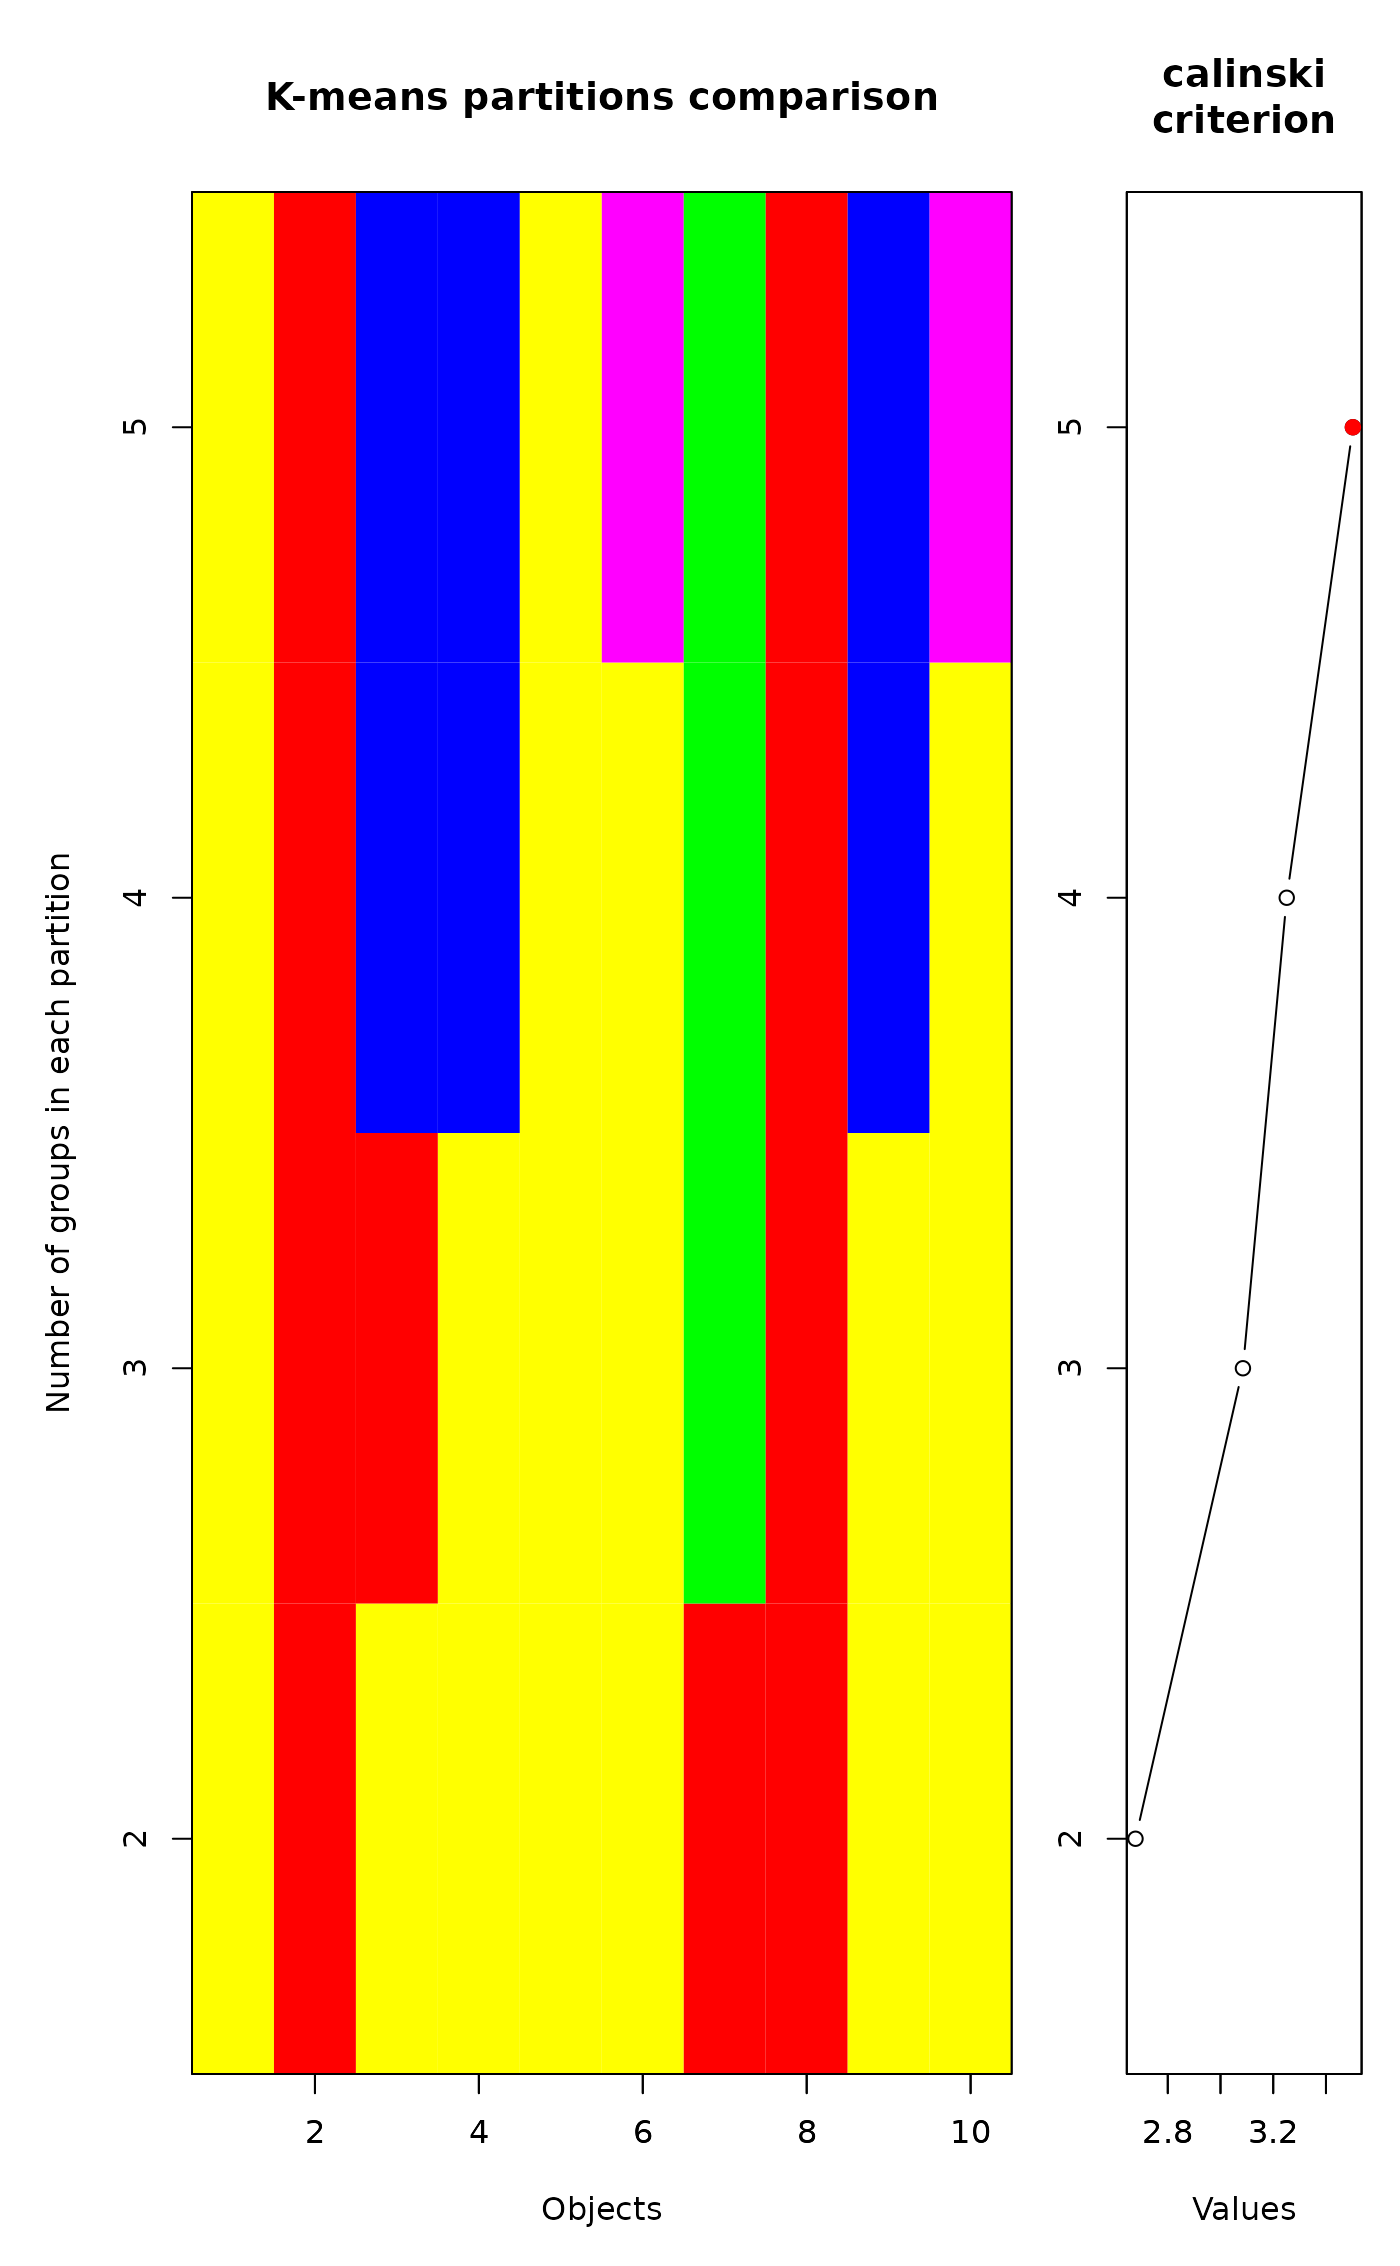 K-means partitions comparison
calinski
criterion
Number of groups in each partition
5
4
3
2
2 4 6 8 10
Objects
5
4
3
2
2.8 3.2
Values